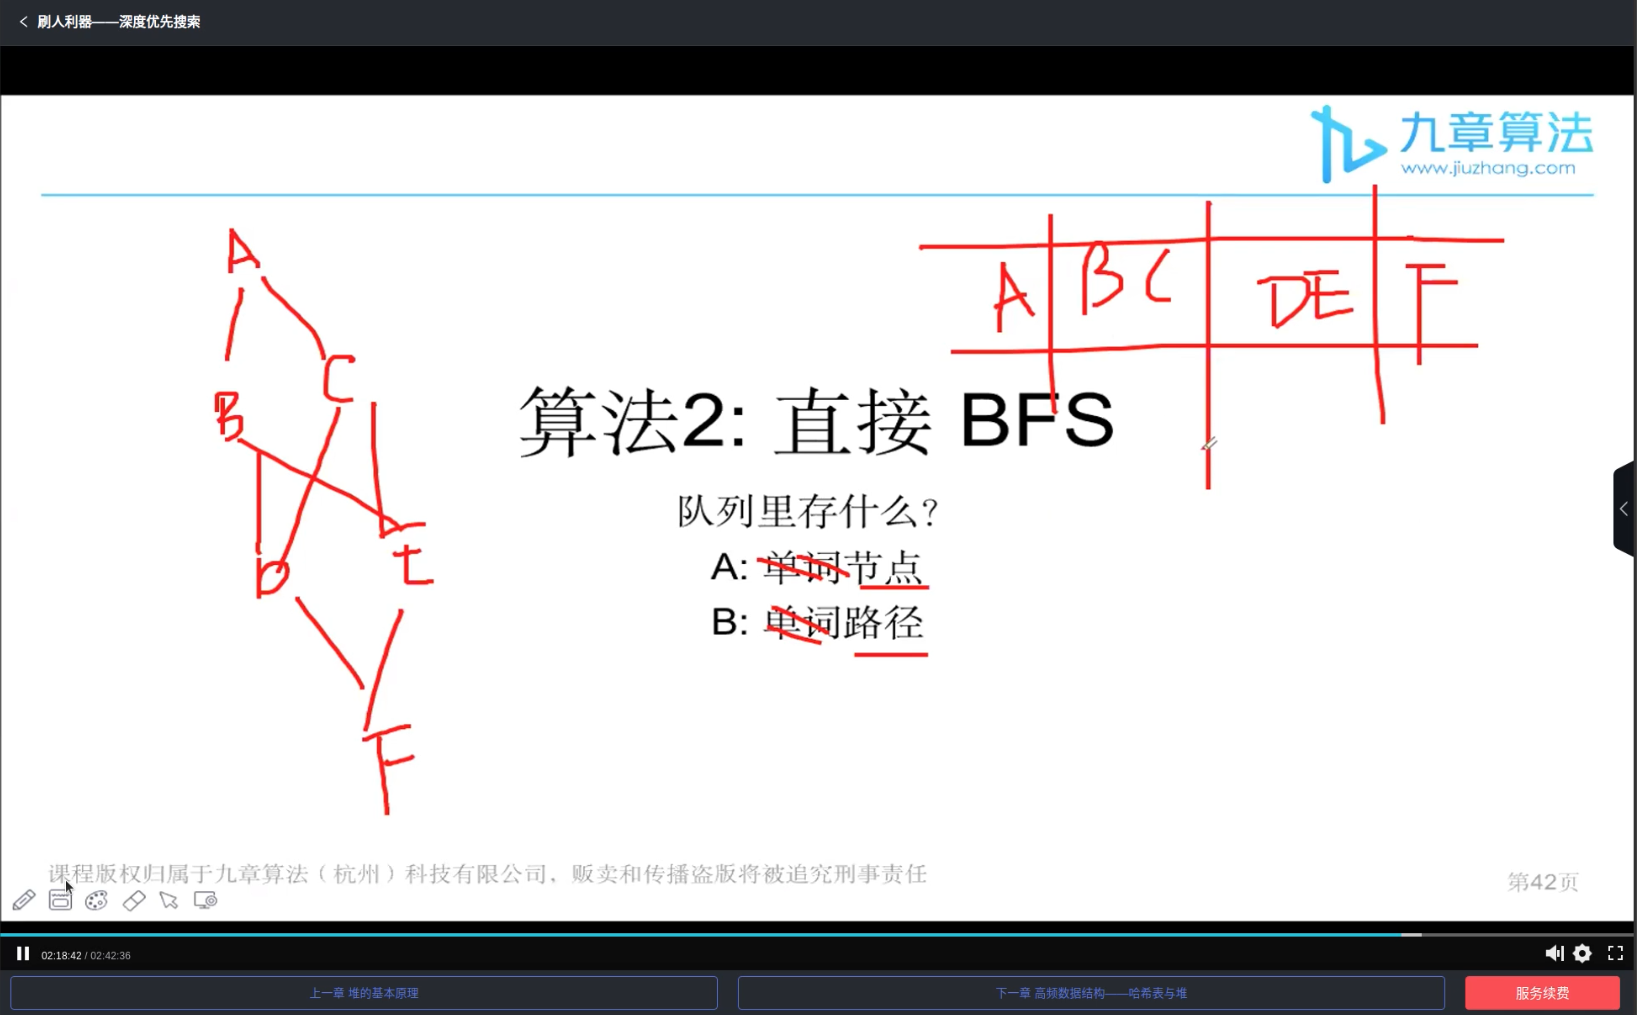 刷人利器——深度优先搜索
九章算法
www.jiuzhang.com
A
B
C
D
E
F
A
B C
DE
F
算法2: 直接 BFS
队列里存什么?
A: 单词节点
B: 单词路径
课程版权归属于九章算法（杭州）科技有限公司，贩卖和传播盗版将被追究刑事责任
第42页
02:18:42 / 02:42:36
上一章 堆的基本原理
下一章 高频数据结构——哈希表与堆
服务续费